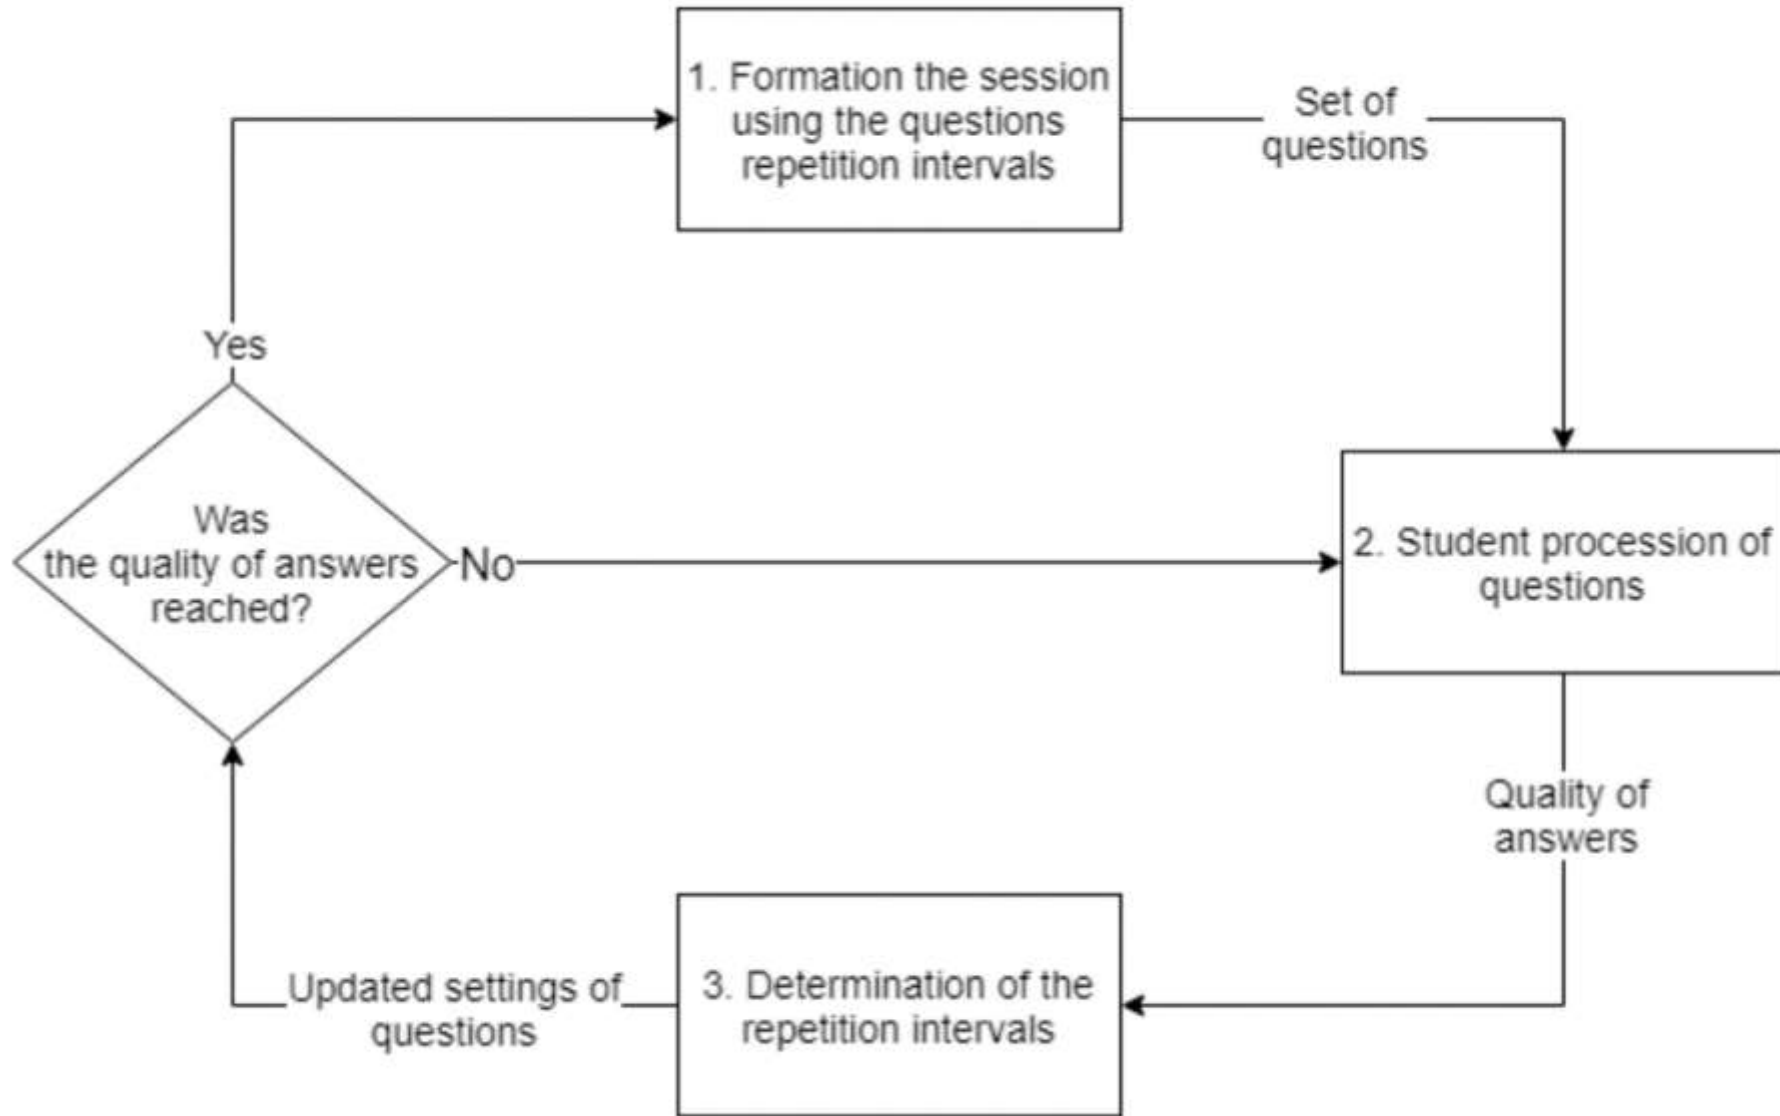 1. Formation the session
using the questions
repetition intervals
Set of
questions
Yes
Was
the quality of answers
reached?
No
2. Student procession of
questions
Quality of
answers
Updated settings of
questions
3. Determination of the
repetition intervals